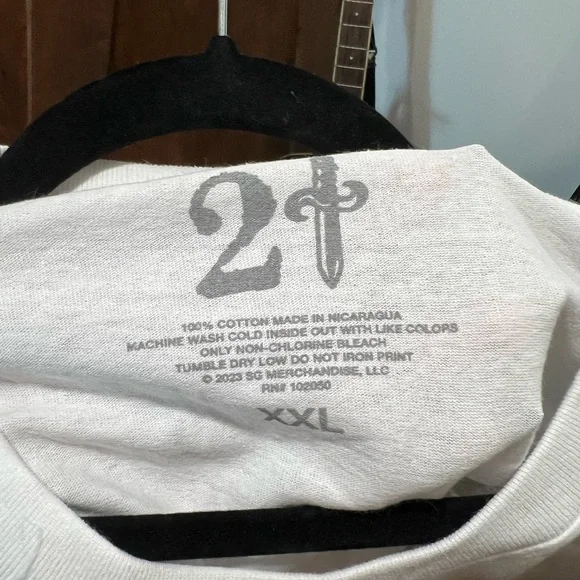 21
100% COTTON MADE IN NICARAGUA
MACHINE WASH COLD INSIDE OUT WITH LIKE COLORS
ONLY NON-CHLORINE BLEACH
TUMBLE DRY LOW DO NOT IRON PRINT
© 2023 SG MERCHANDISE, LLC
RN# 102050
XXL